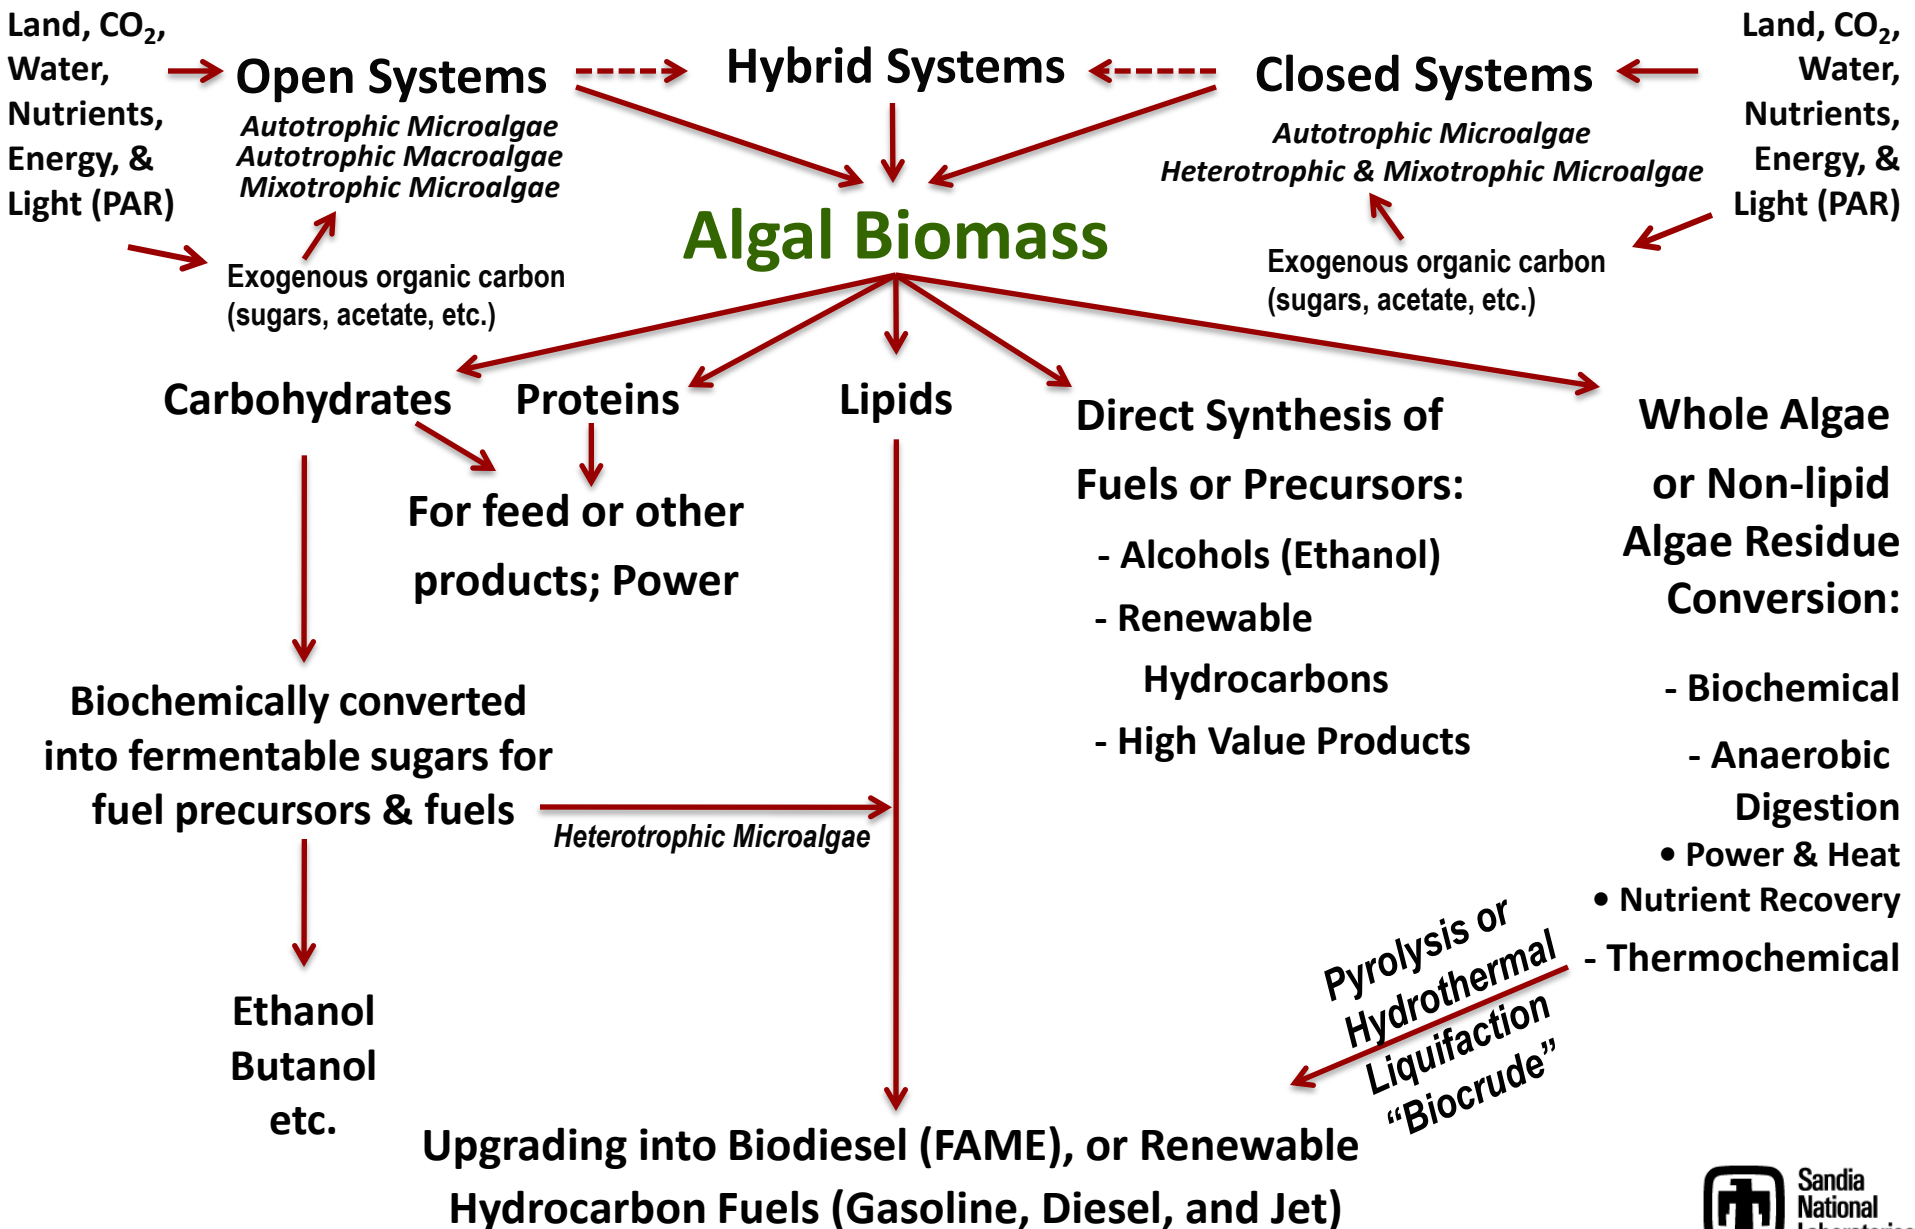 Land, CO₂,
Water,
Nutrients,
Energy, &
Light (PAR)
Open Systems
Autotrophic Microalgae
Autotrophic Macroalgae
Mixotrophic Microalgae
Exogenous organic carbon
(sugars, acetate, etc.)
Hybrid Systems
Closed Systems
Autotrophic Microalgae
Heterotrophic & Mixotrophic Microalgae
Exogenous organic carbon
(sugars, acetate, etc.)
Land, CO₂,
Water,
Nutrients,
Energy, &
Light (PAR)
Algal Biomass
Carbohydrates
Proteins
Lipids
For feed or other
products; Power
Direct Synthesis of
Fuels or Precursors:
- Alcohols (Ethanol)
- Renewable
Hydrocarbons
- High Value Products
Whole Algae
or Non-lipid
Algae Residue
Conversion:
- Biochemical
- Anaerobic
Digestion
• Power & Heat
• Nutrient Recovery
- Thermochemical
Biochemically converted
into fermentable sugars for
fuel precursors & fuels
Heterotrophic Microalgae
Ethanol
Butanol
etc.
Pyrolysis or
Hydrothermal
Liquifaction
“Biocrude”
Upgrading into Biodiesel (FAME), or Renewable
Hydrocarbon Fuels (Gasoline, Diesel, and Jet)
Sandia
National